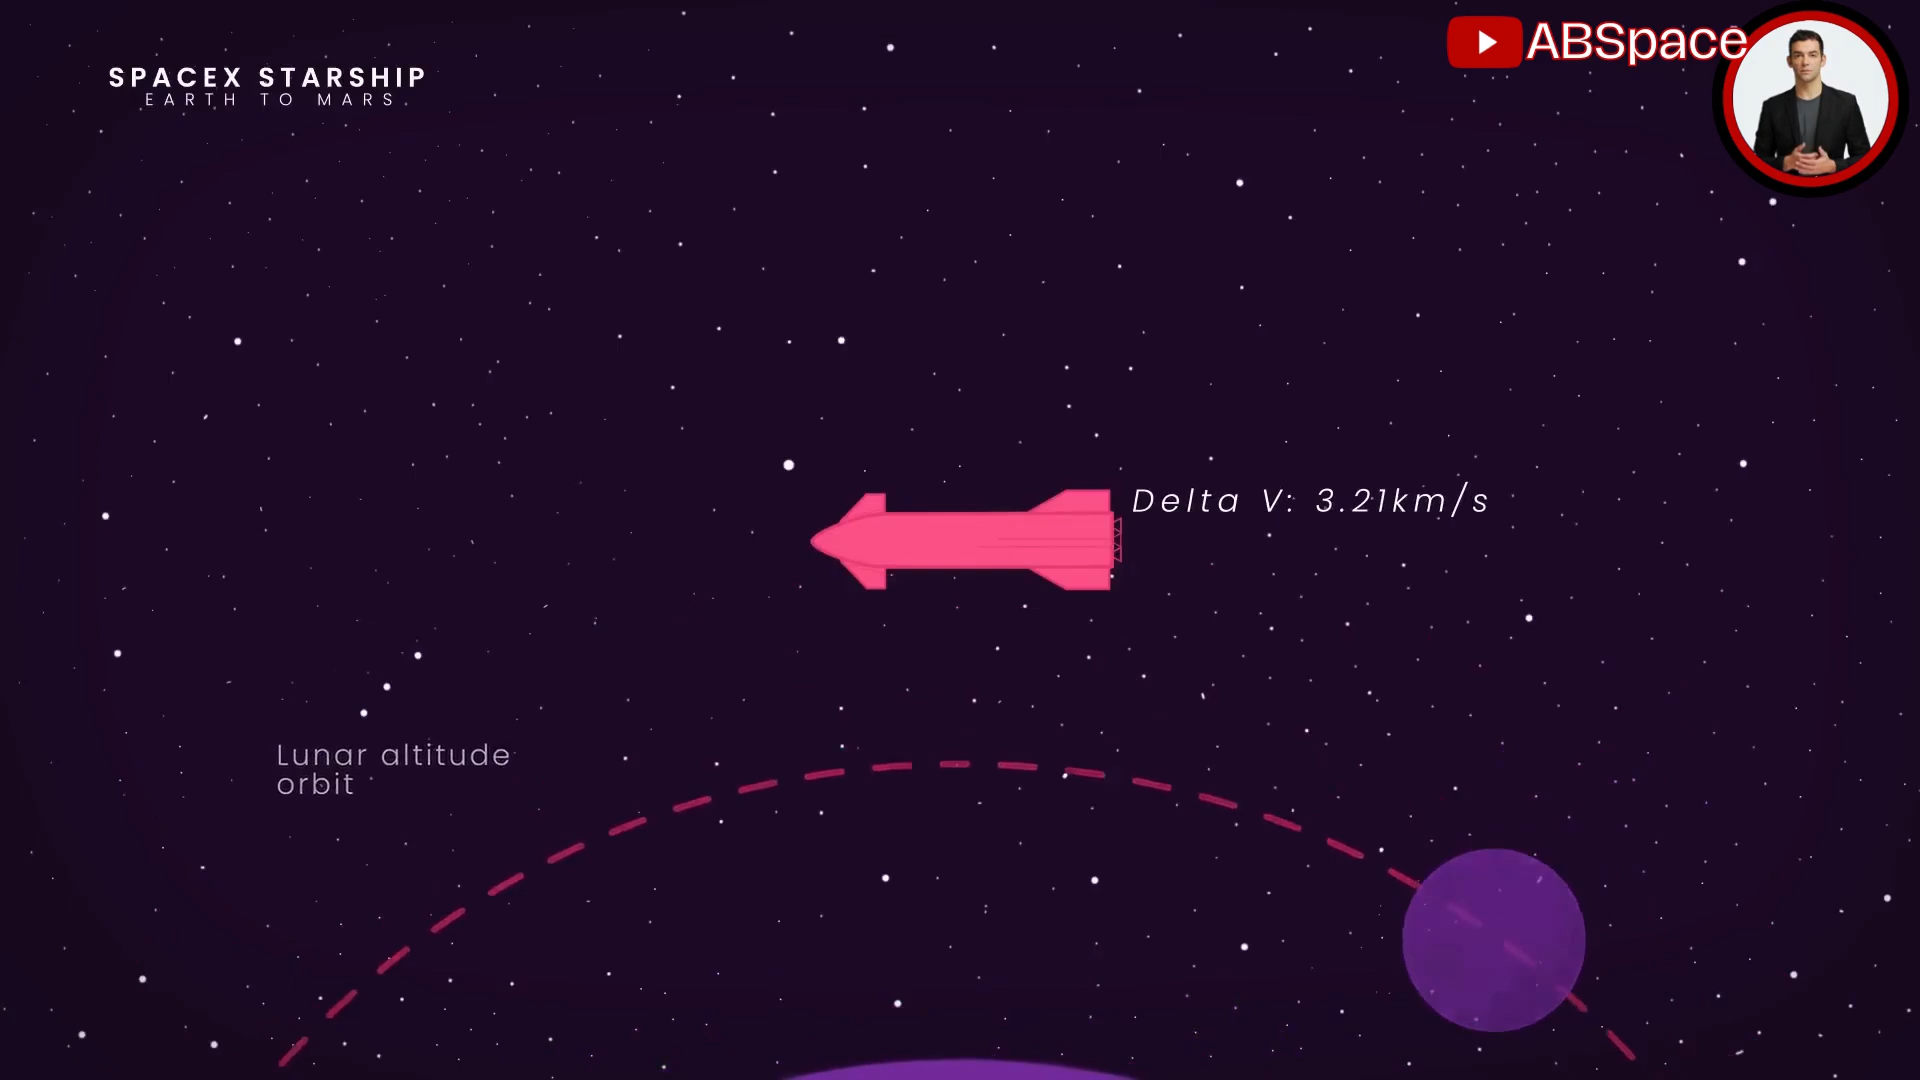 SPACEX STARSHIP
EARTH TO MARS
ABSpace
Delta V: 3.21km/s
Lunar altitude
orbit